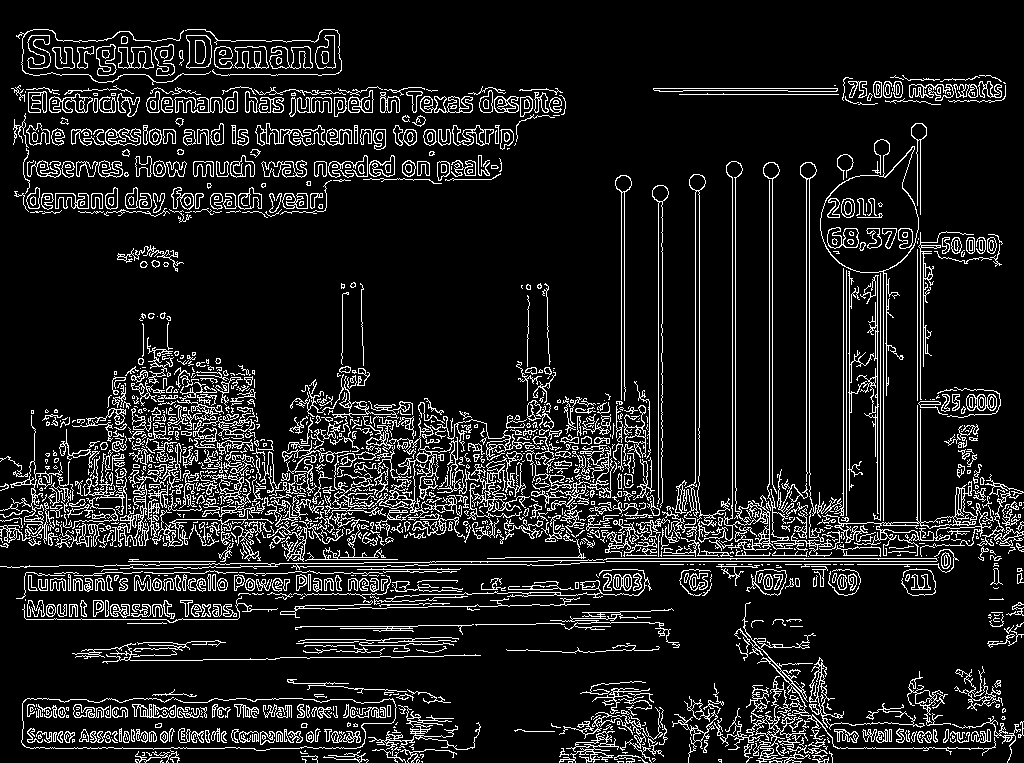 Surging Demand
Electricity demand has jumped in Texas despite
the recession and is threatening to outstrip
reserves. How much was needed on peak-
demand day for each year:
75,000 megawatts
2011:
68,379
50,000
25,000
0
2003 '05 '07 '09 '11
Luminant's Monticello Power Plant near
Mount Pleasant, Texas.
Photo: Brandon Thibodeaux for The Wall Street Journal
Source: Association of Electric Companies of Texas
The Wall Street Journal